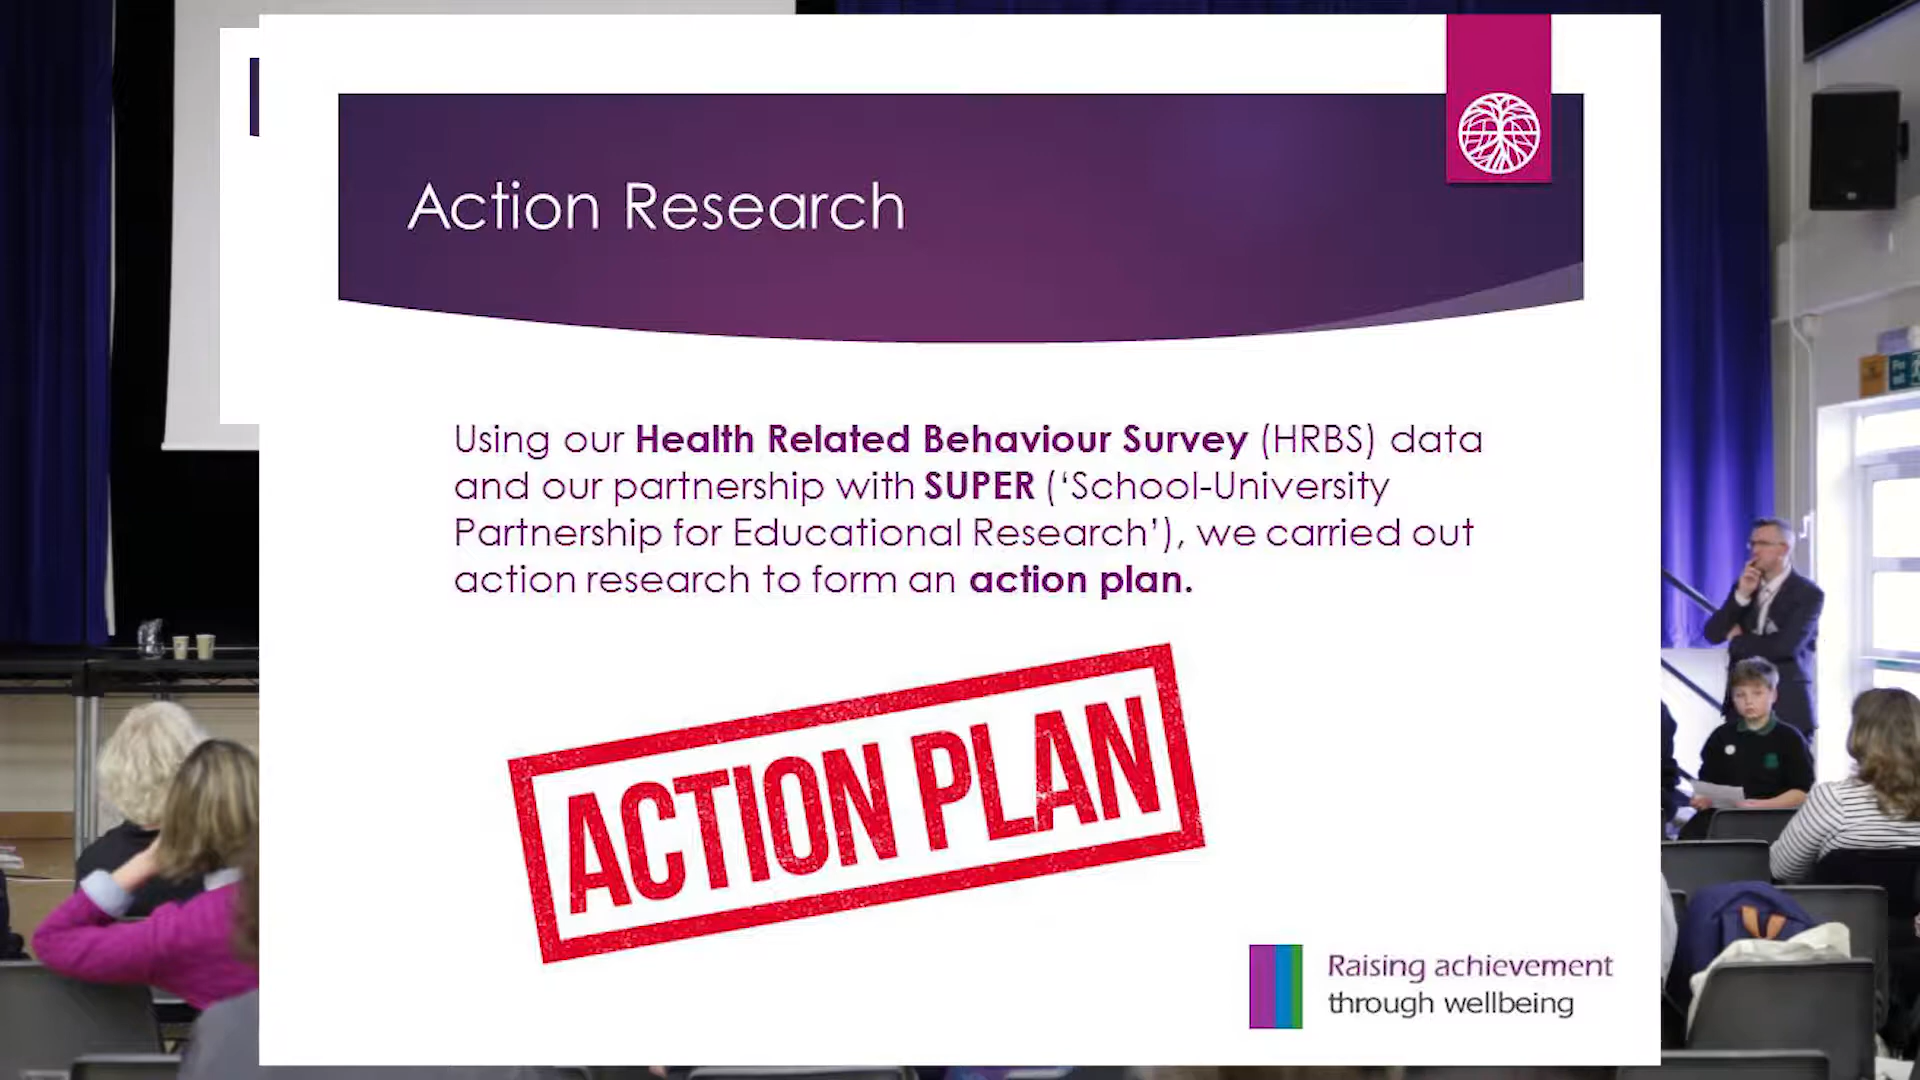 Action Research
Using our Health Related Behaviour Survey (HRBS) data
and our partnership with SUPER (‘School-University
Partnership for Educational Research’), we carried out
action research to form an action plan.
ACTION PLAN
Raising achievement
through wellbeing